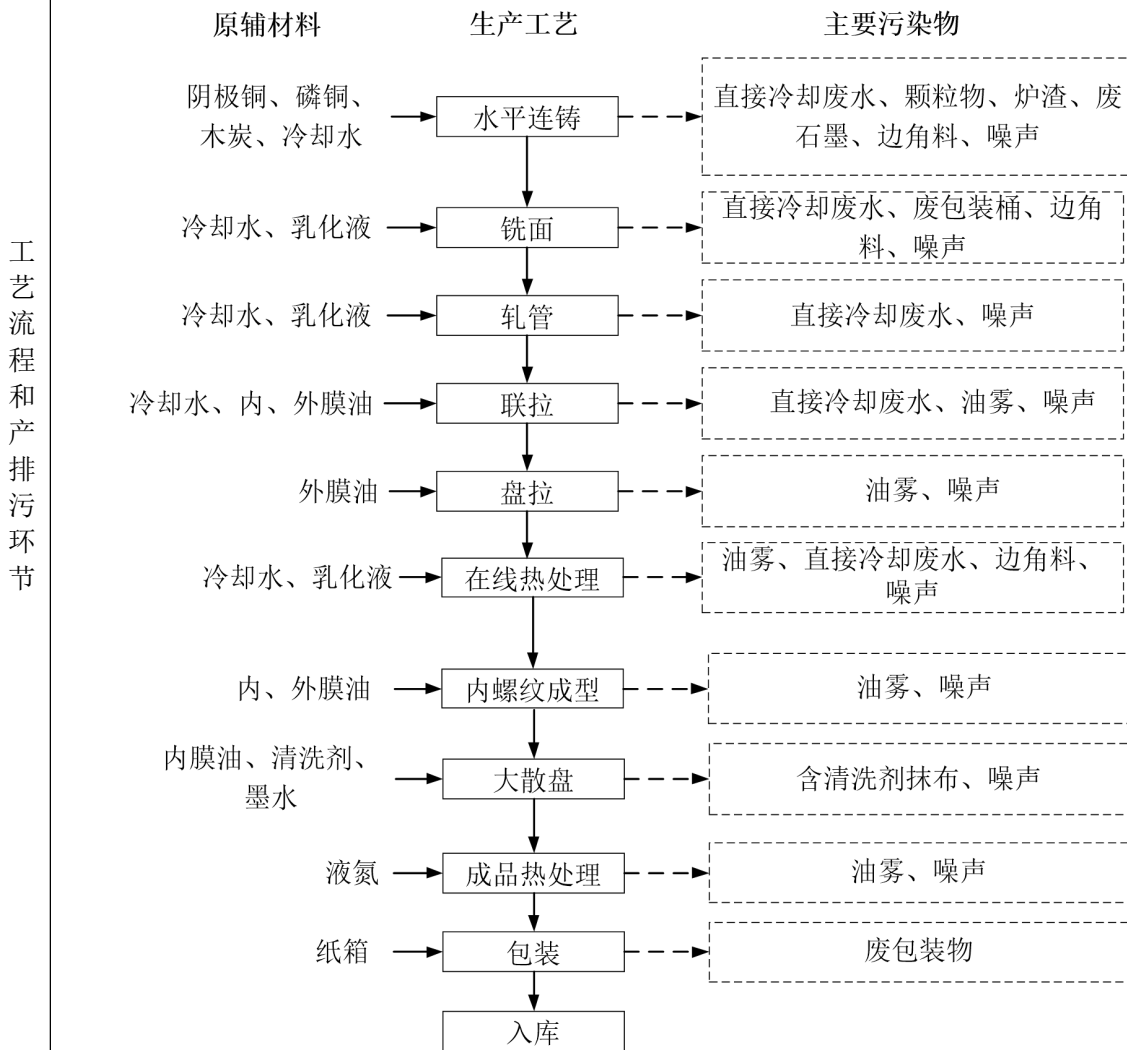 原辅材料 生产工艺 主要污染物
阴极铜、磷铜、
木炭、冷却水
水平连铸
直接冷却废水、颗粒物、炉渣、废
石墨、边角料、噪声
冷却水、乳化液
铣面
直接冷却废水、废包装桶、边角
料、噪声
冷却水、乳化液
轧管
直接冷却废水、噪声
冷却水、内、外膜油
联拉
直接冷却废水、油雾、噪声
外膜油
盘拉
油雾、噪声
冷却水、乳化液
在线热处理
油雾、直接冷却废水、边角料、
噪声
内、外膜油
内螺纹成型
油雾、噪声
内膜油、清洗剂、
墨水
大散盘
含清洗剂抹布、噪声
液氮
成品热处理
油雾、噪声
纸箱
包装
废包装物
入库
工艺流程和产排污环节